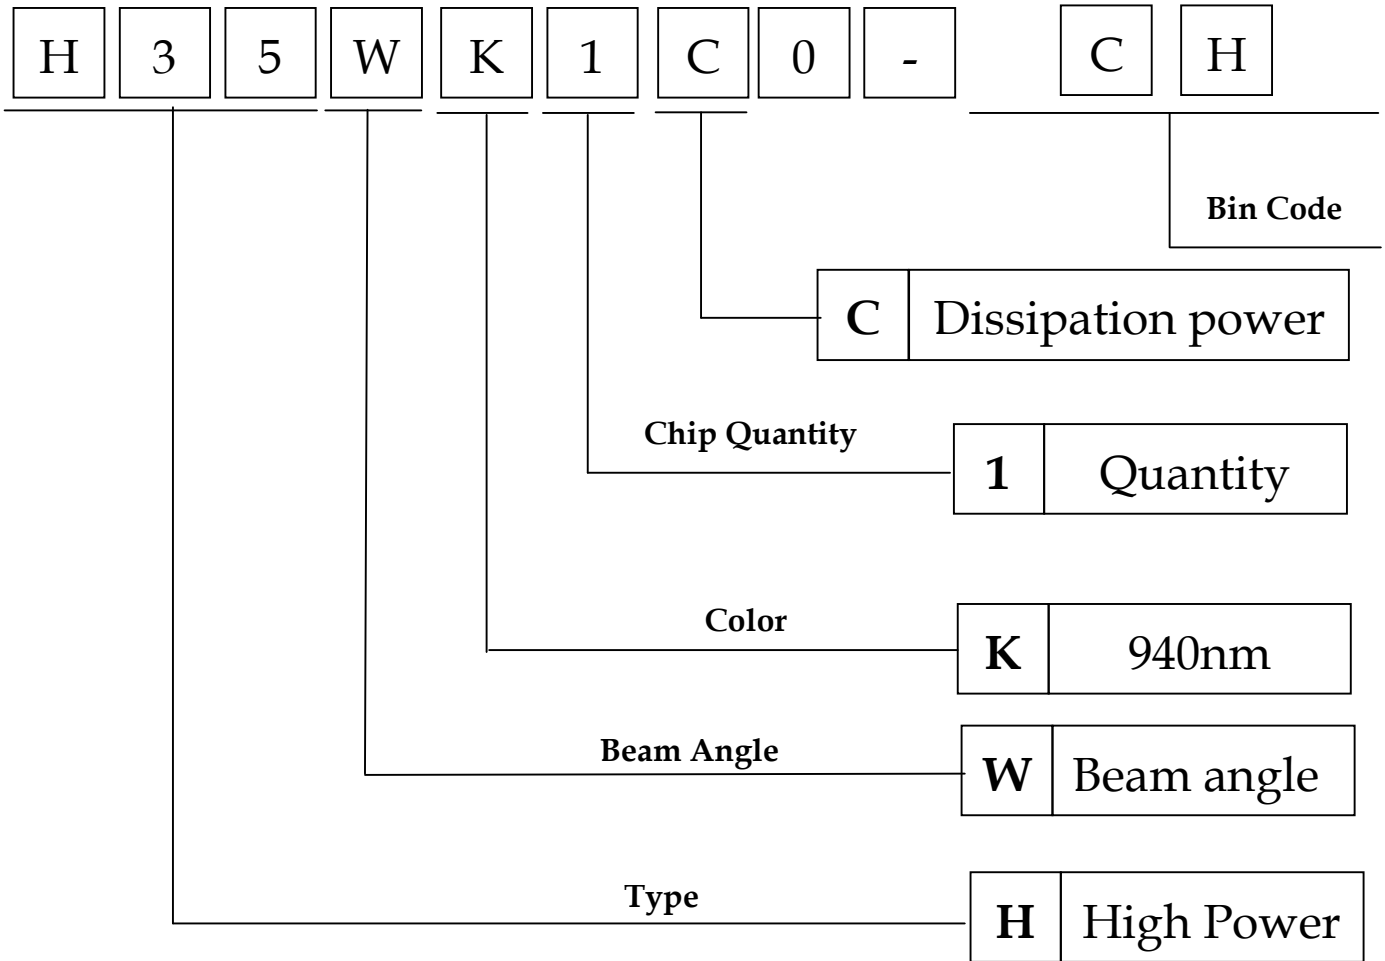 H 3 5 W K 1 C 0 - C H
Bin Code
C Dissipation power
Chip Quantity
1 Quantity
Color
K 940nm
Beam Angle
W Beam angle
Type
H High Power